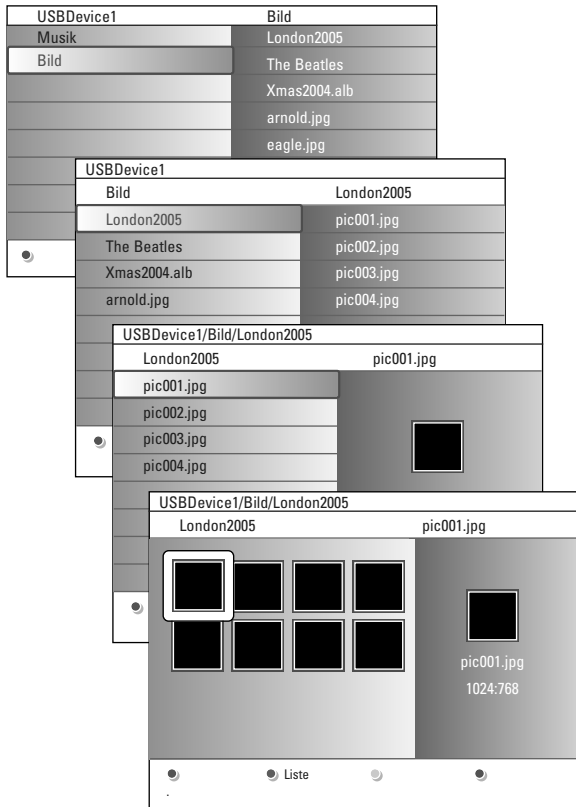 USBDevice1 Bild
Musik London2005
Bild The Beatles
Xmas2004.alb
arnold.jpg
eagle.jpg
USBDevice1
Bild London2005
London2005 pic001.jpg
The Beatles pic002.jpg
Xmas2004.alb pic003.jpg
arnold.jpg pic004.jpg
USBDevice1/Bild/London2005
London2005 pic001.jpg
pic001.jpg
pic002.jpg
pic003.jpg
pic004.jpg
USBDevice1/Bild/London2005
London2005 pic001.jpg
pic001.jpg
1024:768
Liste
.